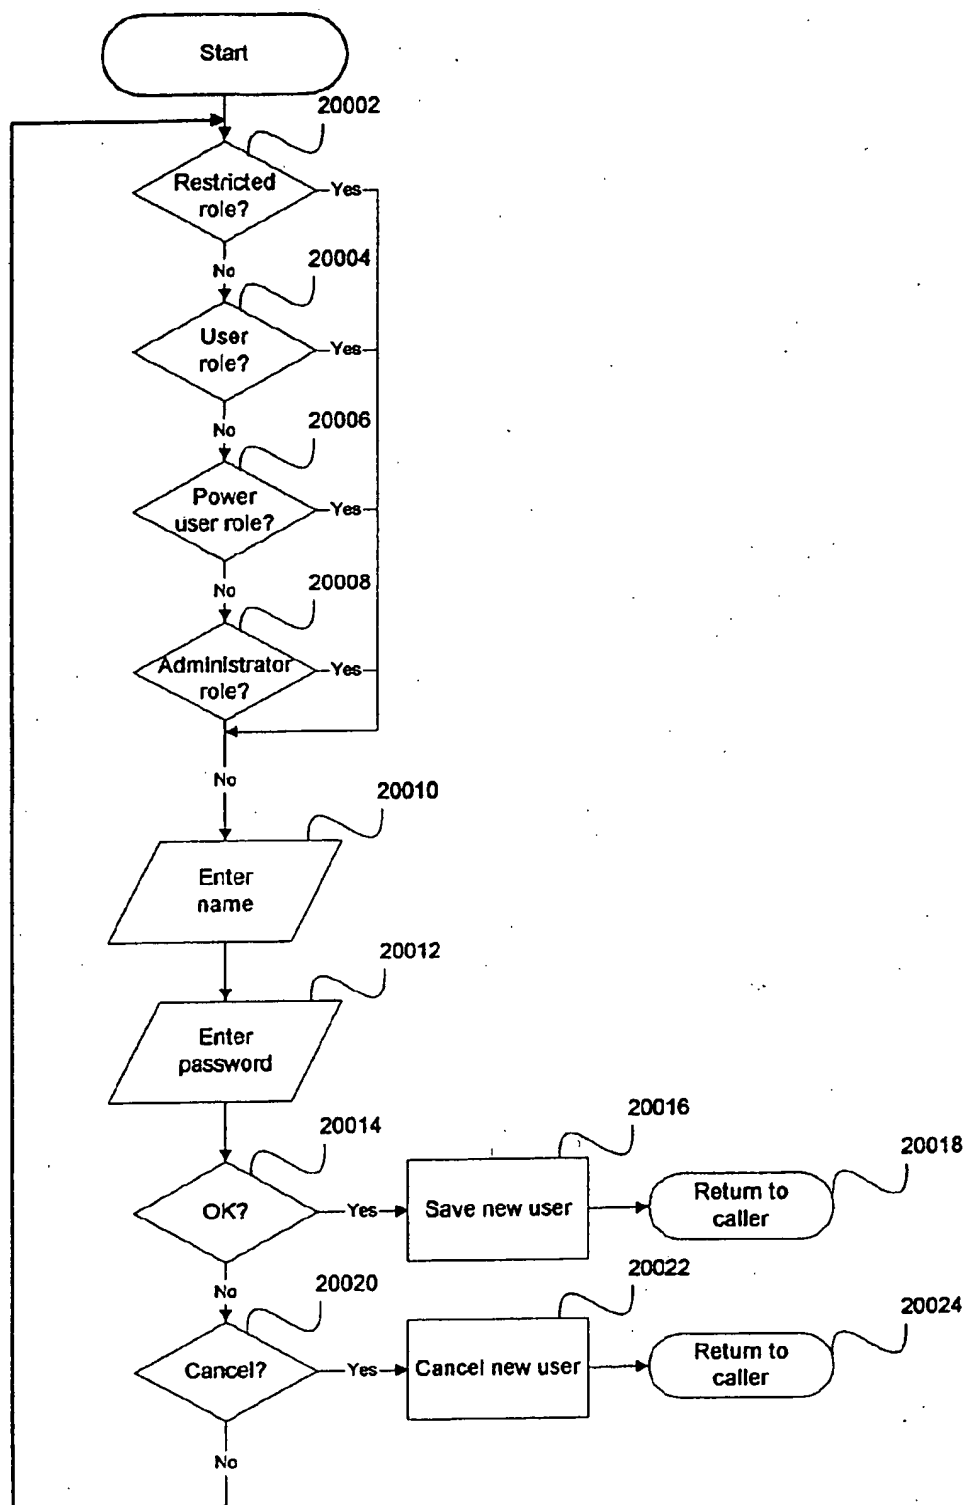 Start
20002
Restricted
role?
Yes
No
20004
User
role?
Yes
No
20006
Power
user role?
Yes
No
20008
Administrator
role?
Yes
No
20010
Enter
name
20012
Enter
password
20014
OK?
Yes
20016
Save new user
20018
Return to
caller
No
20020
Cancel?
Yes
20022
Cancel new user
20024
Return to
caller
No